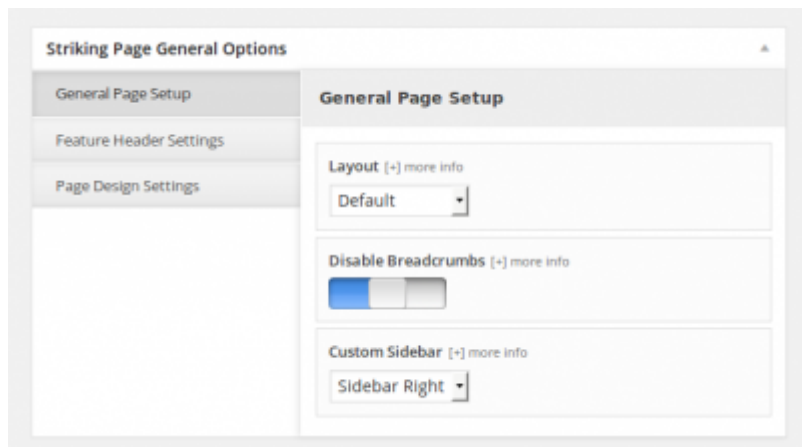 Striking Page General Options
General Page Setup
Feature Header Settings
Page Design Settings
General Page Setup
Layout [+] more info
Default
Disable Breadcrumbs [+] more info
Custom Sidebar [+] more info
Sidebar Right